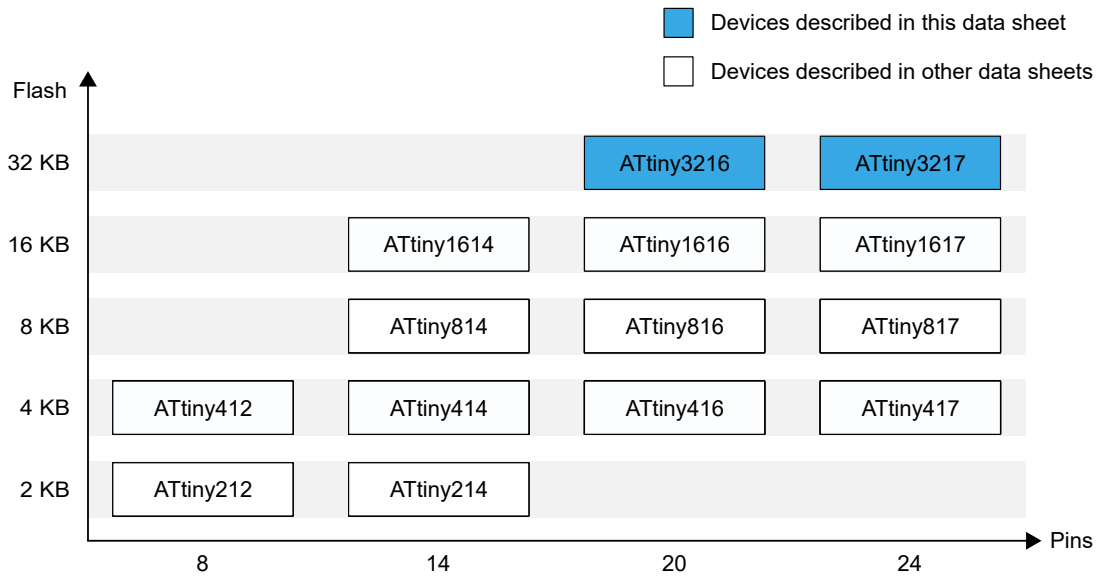 Devices described in this data sheet
Devices described in other data sheets
Flash
32 KB ATtiny3216 ATtiny3217
16 KB ATtiny1614 ATtiny1616 ATtiny1617
8 KB ATtiny814 ATtiny816 ATtiny817
4 KB ATtiny412 ATtiny414 ATtiny416 ATtiny417
2 KB ATtiny212 ATtiny214
Pins
8 14 20 24